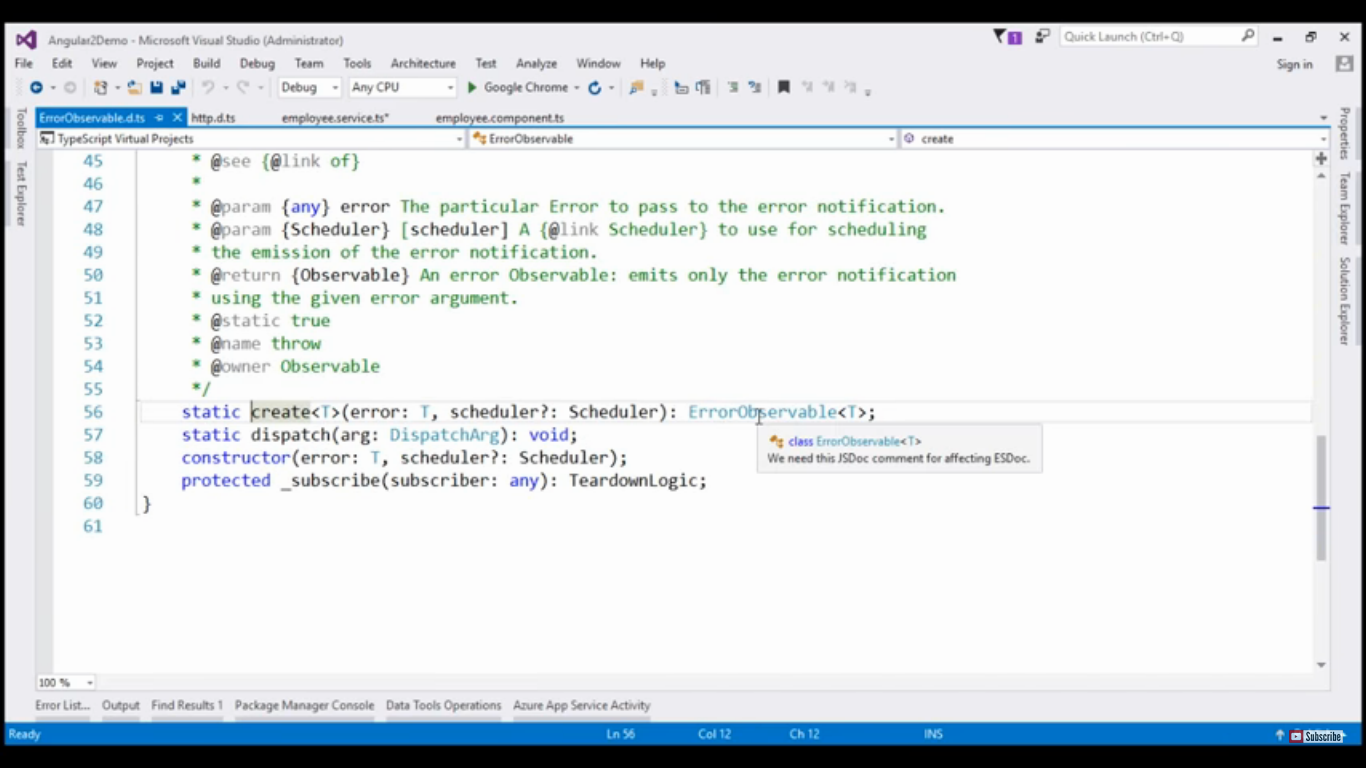 Angular2Demo - Microsoft Visual Studio (Administrator)
1
Quick Launch (Ctrl+Q)
File Edit View Project Build Debug Team Tools Architecture Test Analyze Window Help
Sign in
Debug Any CPU Google Chrome
Toolbox
Test Explorer
ErrorObservable.d.ts http.d.ts employee.service.ts* employee.component.ts
TypeScript Virtual Projects ErrorObservable create
45 * @see {@link of}
46 *
47 * @param {any} error The particular Error to pass to the error notification.
48 * @param {Scheduler} [scheduler] A {@link Scheduler} to use for scheduling
49 * the emission of the error notification.
50 * @return {Observable} An error Observable: emits only the error notification
51 * using the given error argument.
52 * @static true
53 * @name throw
54 * @owner Observable
55 */
56 static create<T>(error: T, scheduler?: Scheduler): ErrorObservable<T>;
57 static dispatch(arg: DispatchArg): void;
58 constructor(error: T, scheduler?: Scheduler);
59 protected _subscribe(subscriber: any): TeardownLogic;
60 }
61
class ErrorObservable<T>
We need this JSDoc comment for affecting ESDoc.
Properties
Team Explorer
Solution Explorer
100 %
Error List... Output Find Results 1 Package Manager Console Data Tools Operations Azure App Service Activity
Ready Ln 56 Col 12 Ch 12 INS
Subscribe